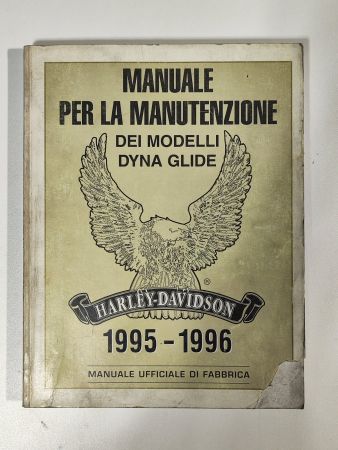 MANUALE
PER LA MANUTENZIONE
DEI MODELLI
DYNA GLIDE
®
HARLEY-DAVIDSON
1995-1996
MANUALE UFFICIALE DI FABBRICA